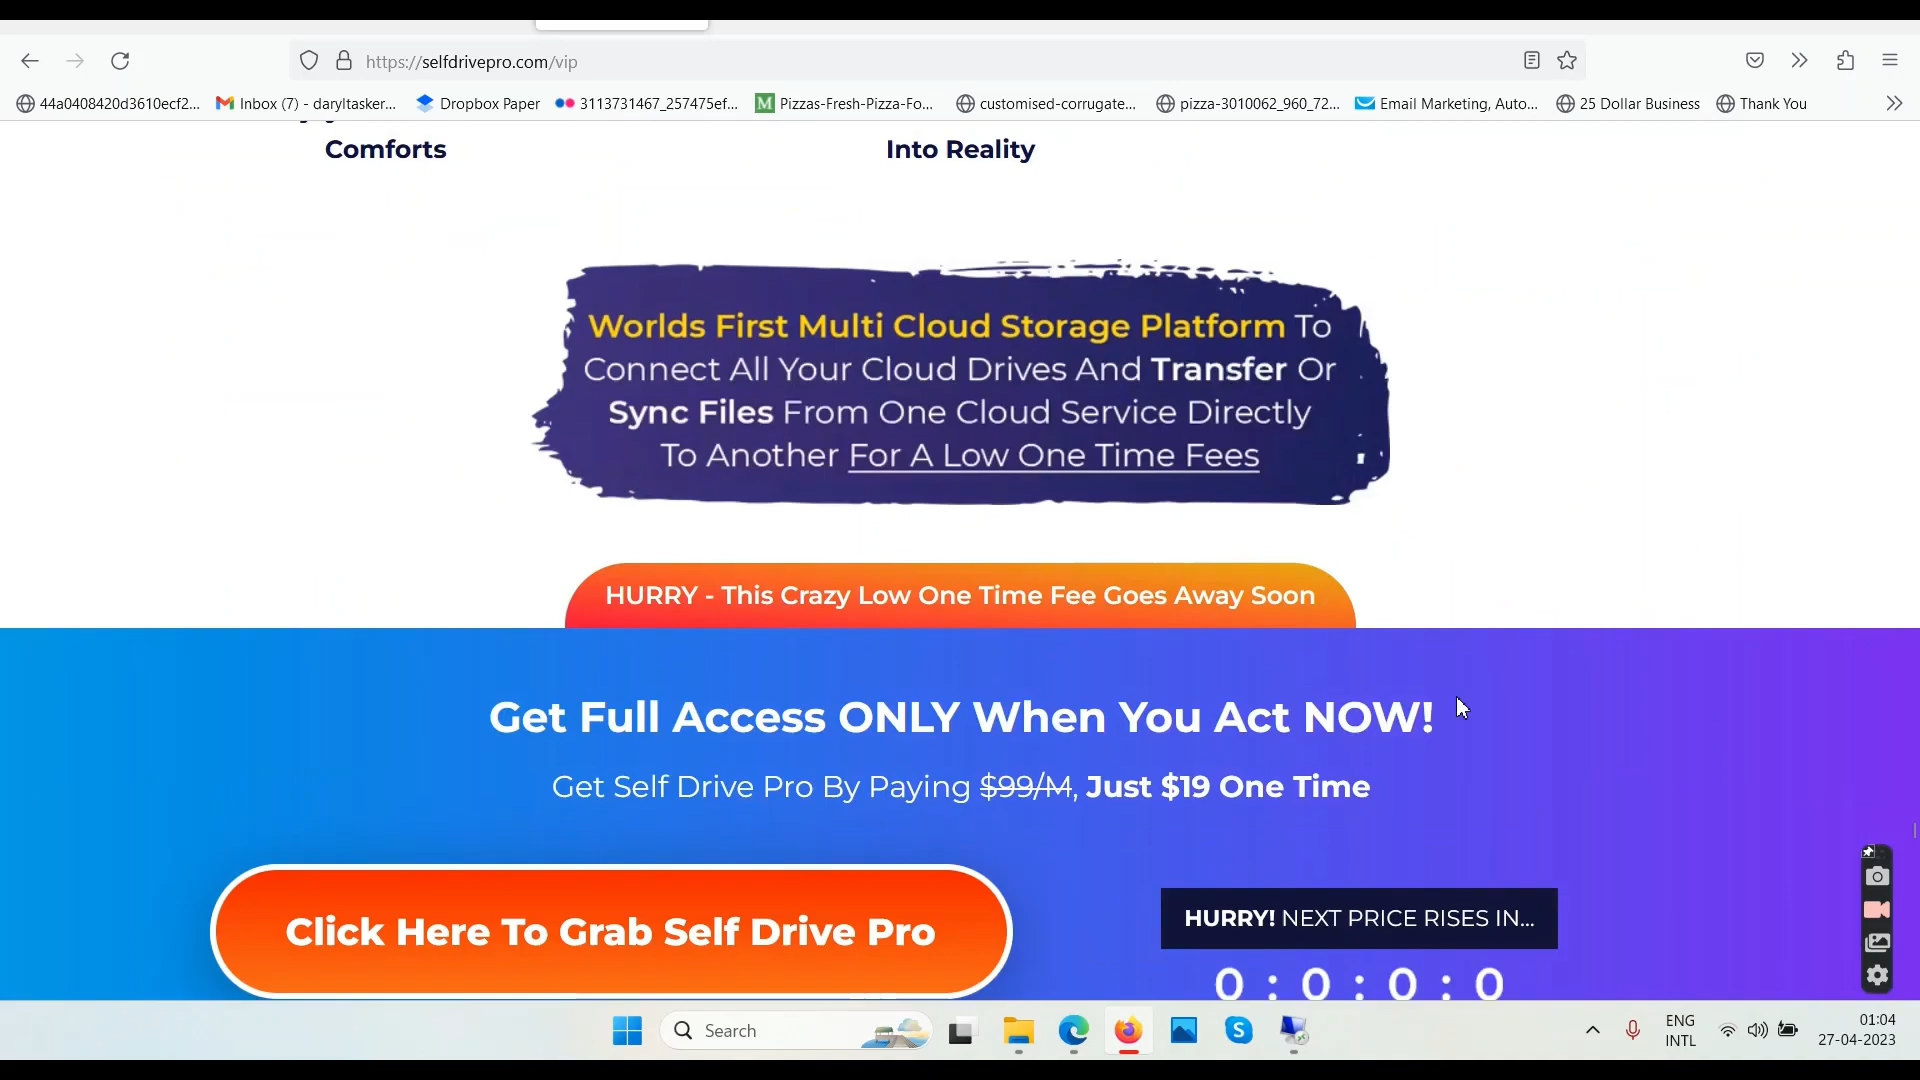 https://selfdrivepro.com/vip
44a0408420d3610ecf2...
Inbox (7) - daryltasker...
Dropbox Paper
3113731467_257475ef...
M
Pizzas-Fresh-Pizza-Fo...
customised-corrugate...
pizza-3010062_960_72...
Email Marketing, Auto...
25 Dollar Business
Thank You
Comforts
Into Reality
Worlds First Multi Cloud Storage Platform To
Connect All Your Cloud Drives And Transfer Or
Sync Files From One Cloud Service Directly
To Another For A Low One Time Fees
HURRY - This Crazy Low One Time Fee Goes Away Soon
Get Full Access ONLY When You Act NOW!
Get Self Drive Pro By Paying $99/M, Just $19 One Time
Click Here To Grab Self Drive Pro
HURRY! NEXT PRICE RISES IN...
0 : 0 : 0 : 0
Search
ENG
INTL
01:04
27-04-2023